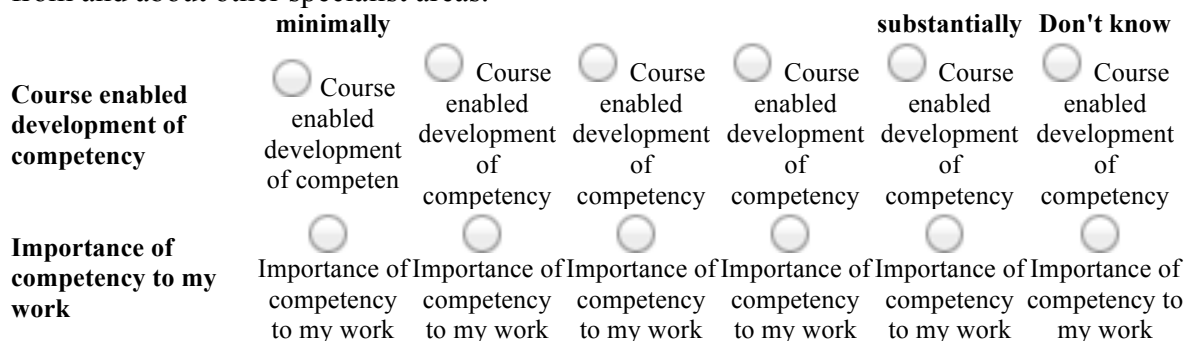 from and about other specialist areas.
minimally substantially Don't know
Course enabled development of competency
Course enabled development of competen
Course enabled development of competency
Course enabled development of competency
Course enabled development of competency
Course enabled development of competency
Course enabled development of competency
Importance of competency to my work
Importance of competency to my work
Importance of competency to my work
Importance of competency to my work
Importance of competency to my work
Importance of competency to my work
Importance of competency to my work